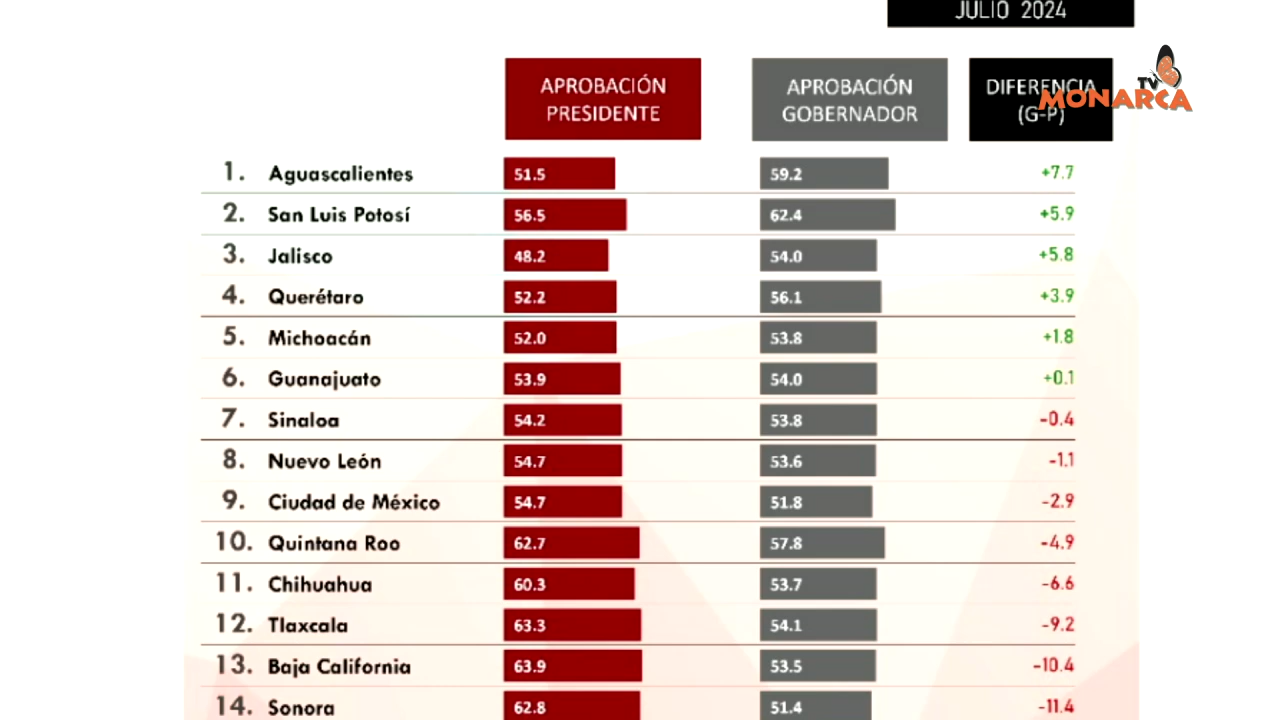 JULIO 2024
APROBACIÓN PRESIDENTE
APROBACIÓN GOBERNADOR
DIFERENCIA (G-P)
TV MONARCA
1. Aguascalientes 51.5 59.2 +7.7
2. San Luis Potosí 56.5 62.4 +5.9
3. Jalisco 48.2 54.0 +5.8
4. Querétaro 52.2 56.1 +3.9
5. Michoacán 52.0 53.8 +1.8
6. Guanajuato 53.9 54.0 +0.1
7. Sinaloa 54.2 53.8 -0.4
8. Nuevo León 54.7 53.6 -1.1
9. Ciudad de México 54.7 51.8 -2.9
10. Quintana Roo 62.7 57.8 -4.9
11. Chihuahua 60.3 53.7 -6.6
12. Tlaxcala 63.3 54.1 -9.2
13. Baja California 63.9 53.5 -10.4
14. Sonora 62.8 51.4 -11.4